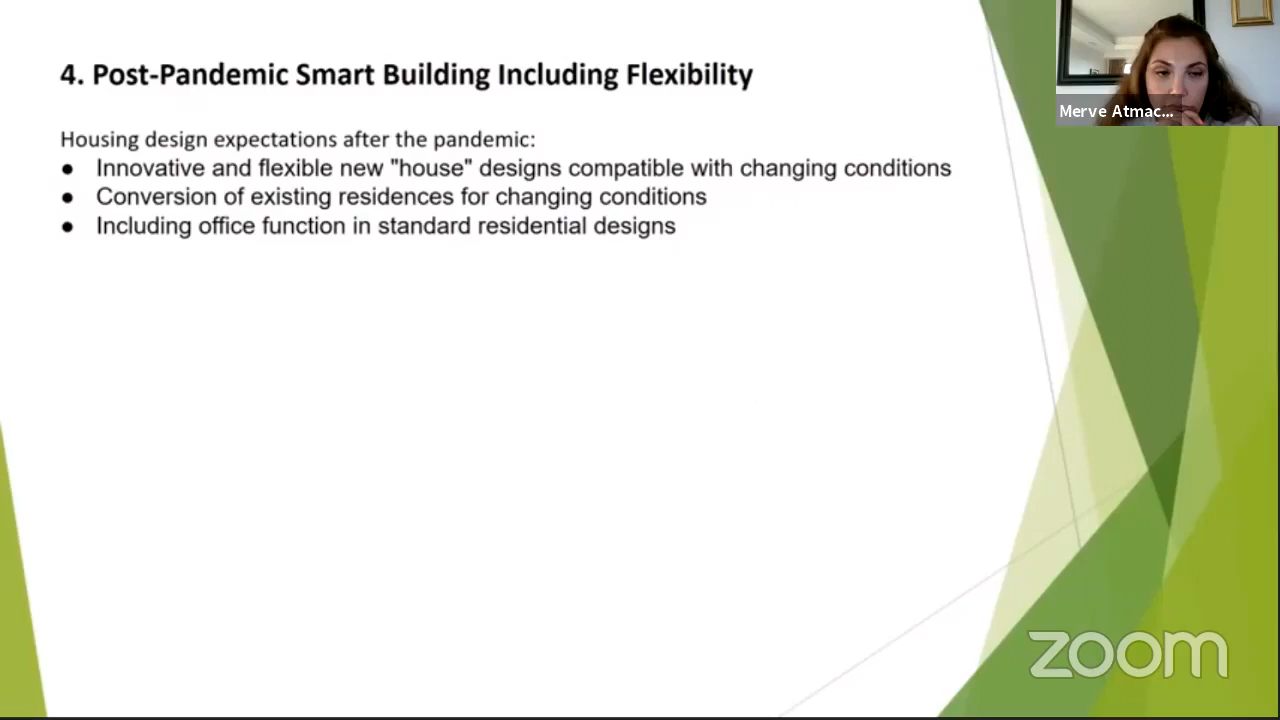 4. Post-Pandemic Smart Building Including Flexibility
Housing design expectations after the pandemic:
● Innovative and flexible new "house" designs compatible with changing conditions
● Conversion of existing residences for changing conditions
● Including office function in standard residential designs
Merve Atmac...
zoom